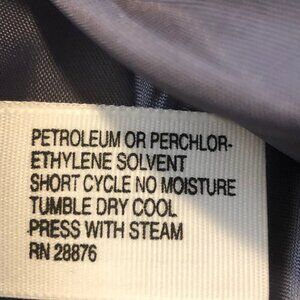 PETROLEUM OR PERCHLOR-
ETHYLENE SOLVENT
SHORT CYCLE NO MOISTURE
TUMBLE DRY COOL
PRESS WITH STEAM
RN 28876